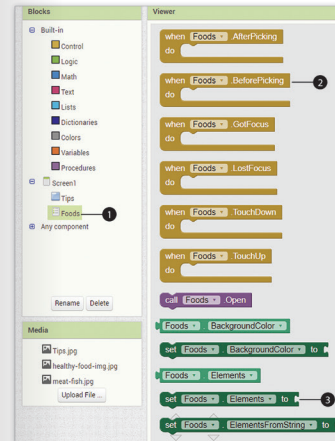 Blocks
Viewer
Built-in
Control
Logic
Math
Text
Lists
Dictionaries
Colors
Variables
Procedures
Screen1
Tips
Foods
1
Any component
Rename Delete
Media
Tips.jpg
healthy-food-img.jpg
meat-fish.jpg
Upload File ...
when Foods .AfterPicking
do
when Foods .BeforePicking
2
do
when Foods .GotFocus
do
when Foods .LostFocus
do
when Foods .TouchDown
do
when Foods .TouchUp
do
call Foods .Open
Foods . BackgroundColor
set Foods . BackgroundColor to
Foods . Elements
set Foods . Elements to
3
set Foods . ElementsFromString to